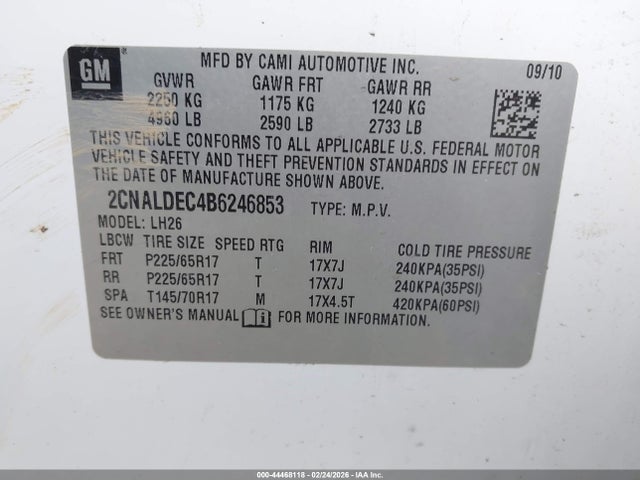 GM
MFD BY CAMI AUTOMOTIVE INC. 09/10
GVWR GAWR FRT GAWR RR
2250 KG 1175 KG 1240 KG
4960 LB 2590 LB 2733 LB
THIS VEHICLE CONFORMS TO ALL APPLICABLE U.S. FEDERAL MOTOR
VEHICLE SAFETY AND THEFT PREVENTION STANDARDS IN EFFECT ON
THE DATE OF MANUFACTURE SHOWN ABOVE.
2CNALDEC4B6246853 TYPE: M.P.V.
MODEL: LH26
LBCW TIRE SIZE SPEED RTG RIM COLD TIRE PRESSURE
FRT P225/65R17 T 17X7J 240KPA(35PSI)
RR P225/65R17 T 17X7J 240KPA(35PSI)
SPA T145/70R17 M 17X4.5T 420KPA(60PSI)
SEE OWNER'S MANUAL i FOR MORE INFORMATION.
000-44468118 - 02/24/2026 - IAA Holdings, LLC